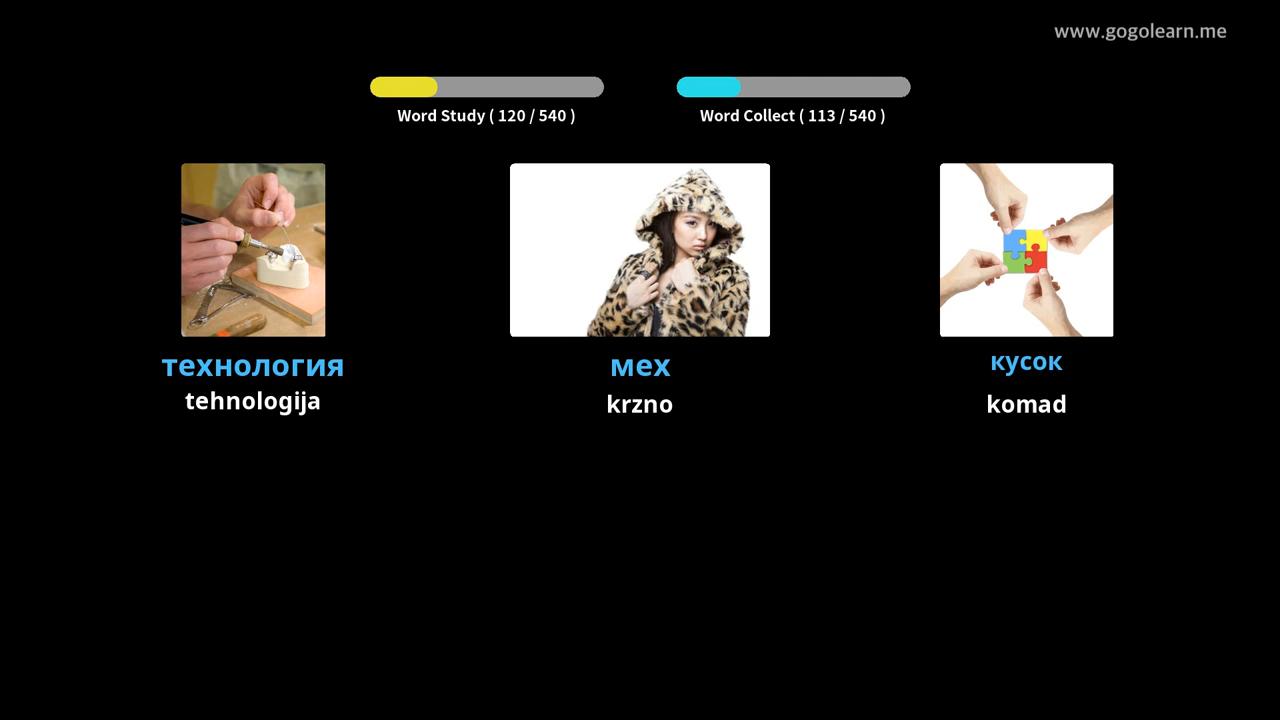 www.gogolearn.me
Word Study ( 120 / 540 )
Word Collect ( 113 / 540 )
технология
tehnologija
мех
krzno
кусок
komad